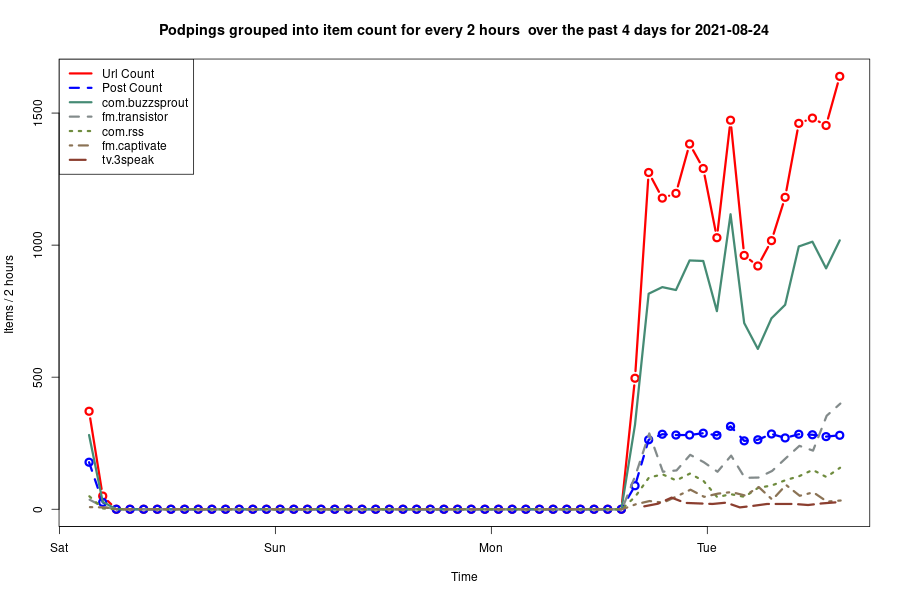 Podpings grouped into item count for every 2 hours  over the past 4 days for 2021-08-24
Url Count
Post Count
com.buzzsprout
fm.transistor
com.rss
fm.captivate
tv.3speak
Items / 2 hours
1500
1000
500
0
Sat
Sun
Mon
Tue
Time